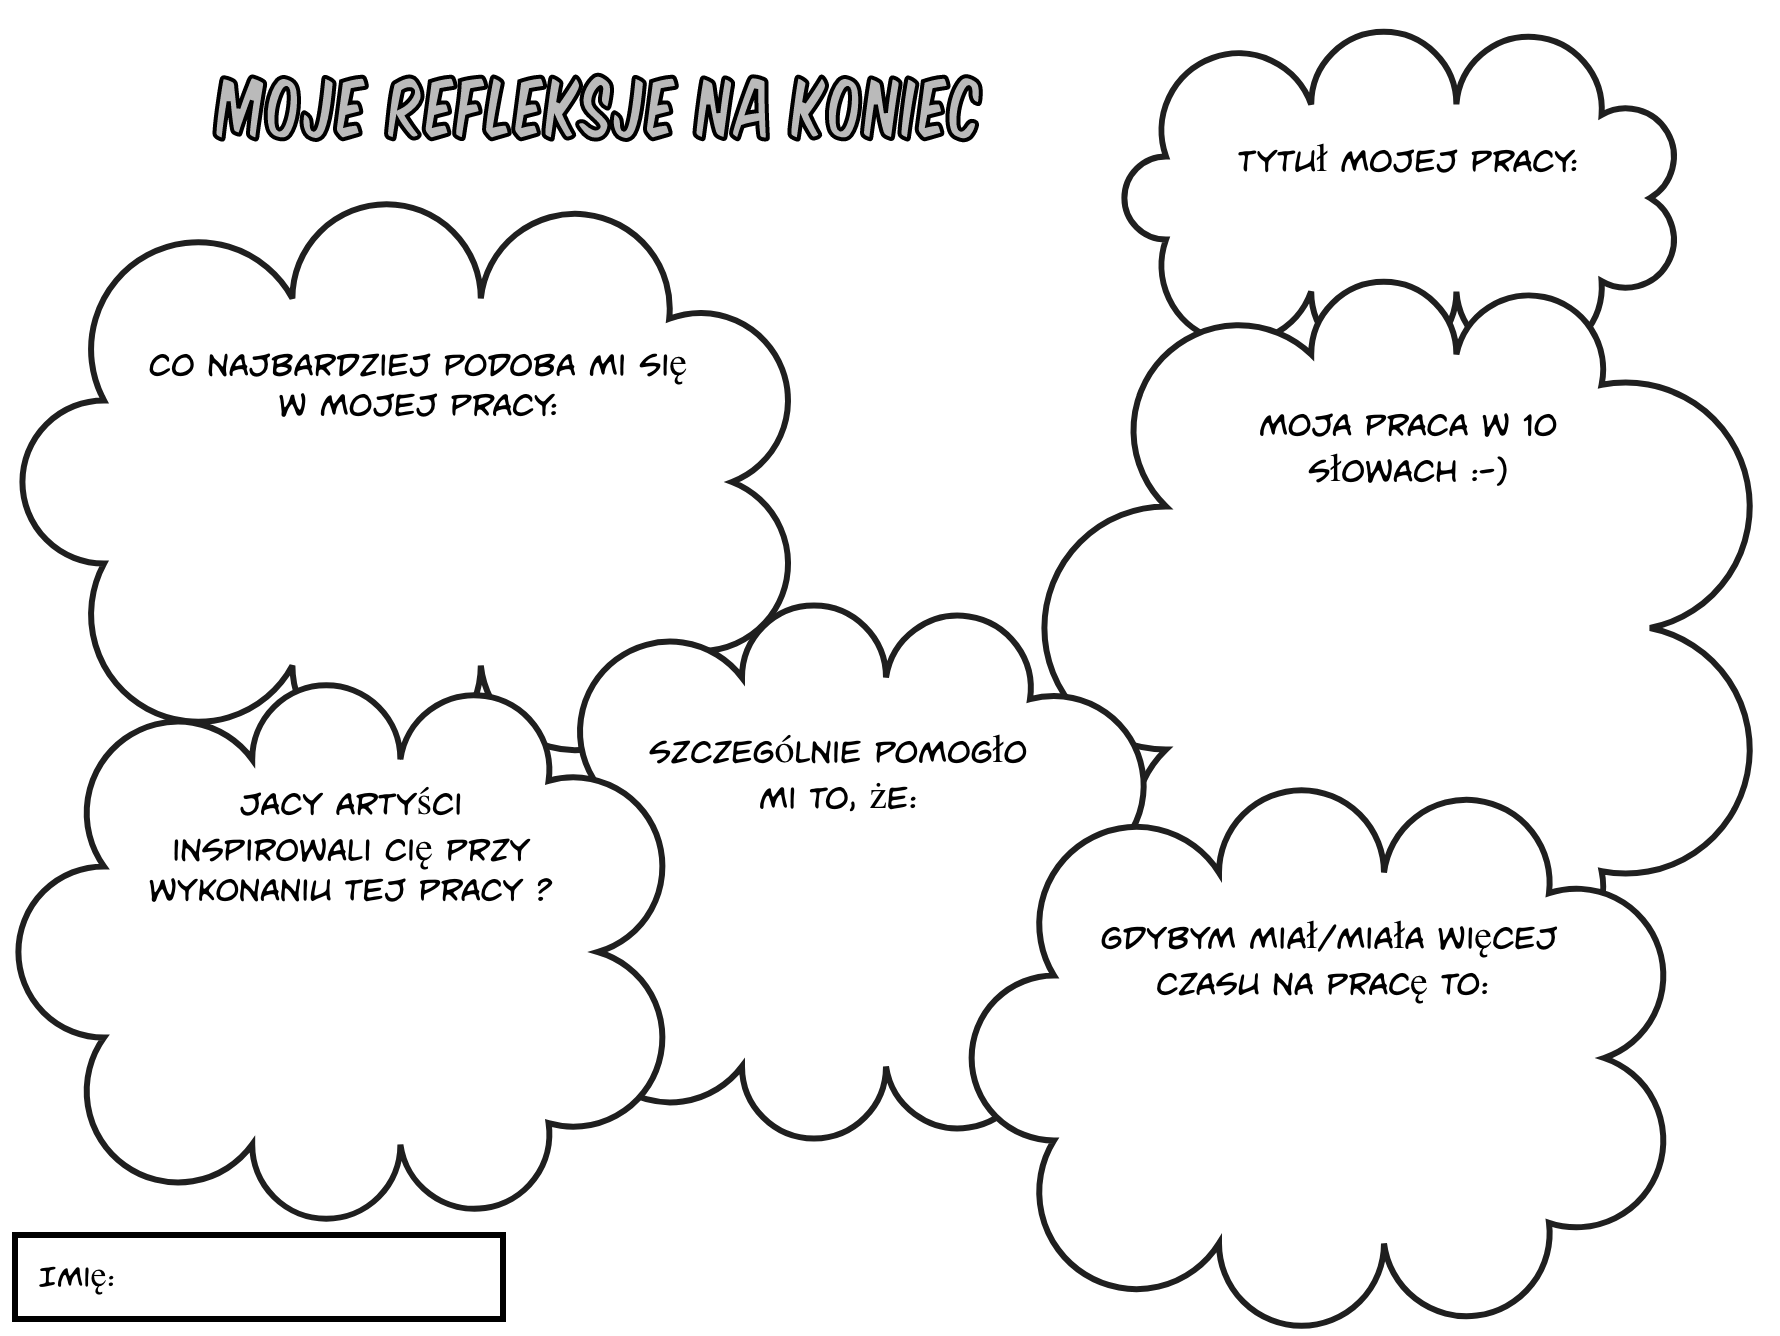 MOJE REFLEKSJE NA KONIEC
TYTUł MOJEJ PRACY:
CO NAJBARDZIEJ PODOBA MI SIę
W MOJEJ PRACY:
MOJA PRACA W 10
SłOWACH :-)
SZCZEGóLNIE POMOGłO
MI TO, żE:
JACY ARTYśCI
INSPIROWALI CIę PRZY
WYKONANIU TEJ PRACY ?
GDYBYM MIAł/MIAłA WIęCEJ
CZASU NA PRACę TO:
IMIę: